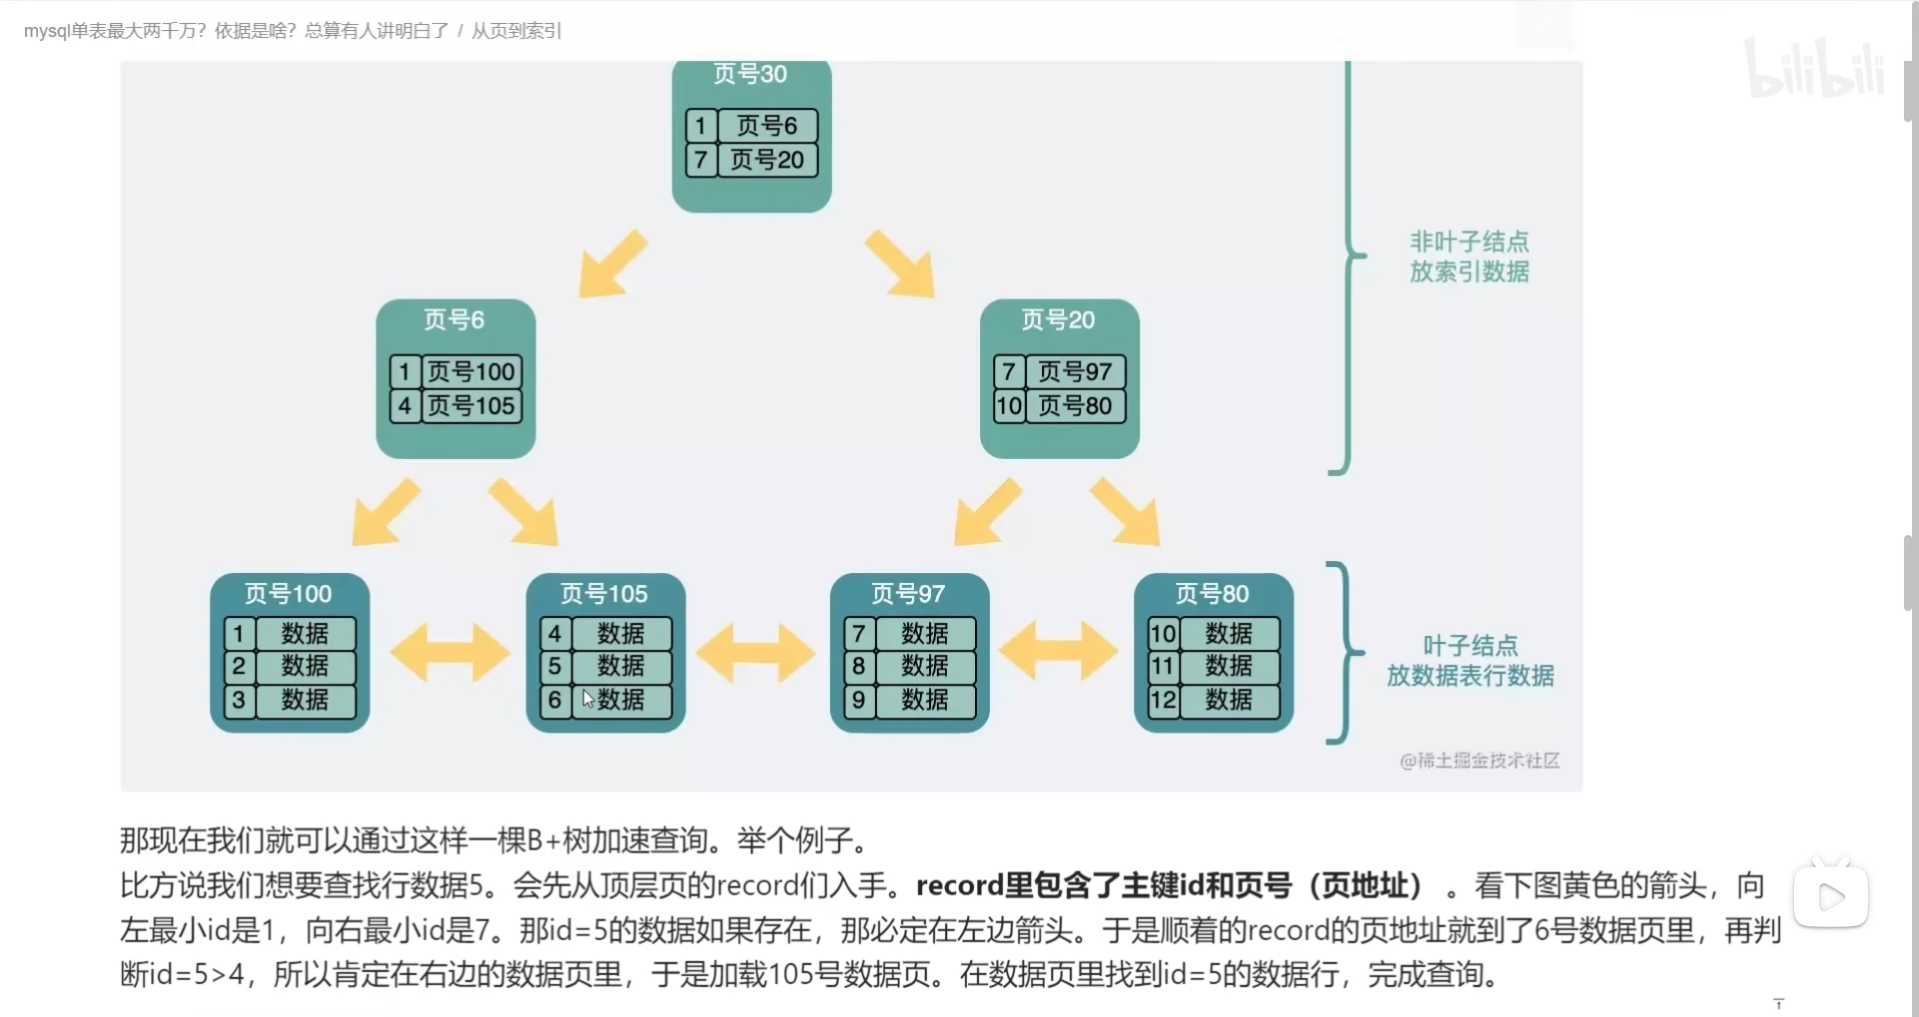 mysql单表最大两千万？依据是啥？总算有人讲明白了 / 从页到索引
bilibili
页号30
1 页号6
7 页号20
非叶子结点
放索引数据
页号6
1 页号100
4 页号105
页号20
7 页号97
10 页号80
页号100
1 数据
2 数据
3 数据
页号105
4 数据
5 数据
6 数据
页号97
7 数据
8 数据
9 数据
页号80
10 数据
11 数据
12 数据
叶子结点
放数据表行数据
@稀土掘金技术社区
那现在我们就可以通过这样一棵B+树加速查询。举个例子。
比方说我们想要查找行数据5。会先从顶层页的record们入手。record里包含了主键id和页号（页地址）。看下图黄色的箭头，向
左最小id是1，向右最小id是7。那id=5的数据如果存在，那必定在左边箭头。于是顺着的record的页地址就到了6号数据页里，再判
断id=5>4，所以肯定在右边的数据页里，于是加载105号数据页。在数据页里找到id=5的数据行，完成查询。